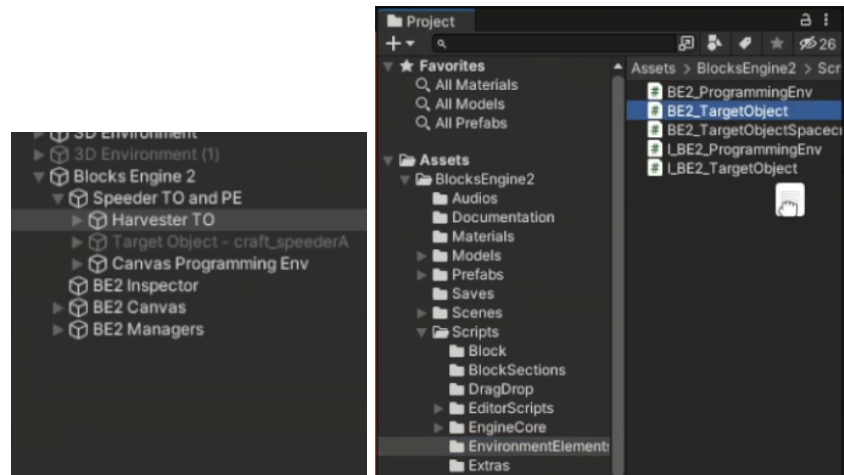 3D Environment
3D Environment (1)
Blocks Engine 2
Speeder TO and PE
Harvester TO
Target Object - craft_speederA
Canvas Programming Env
BE2 Inspector
BE2 Canvas
BE2 Managers
Project
26
Favorites
All Materials
All Models
All Prefabs
Assets
BlocksEngine2
Audios
Documentation
Materials
Models
Prefabs
Saves
Scenes
Scripts
Block
BlockSections
DragDrop
EditorScripts
EngineCore
EnvironmentElements
Extras
Assets > BlocksEngine2 > Scr
BE2_ProgrammingEnv
BE2_TargetObject
BE2_TargetObjectSpacecr
I_BE2_ProgrammingEnv
I_BE2_TargetObject